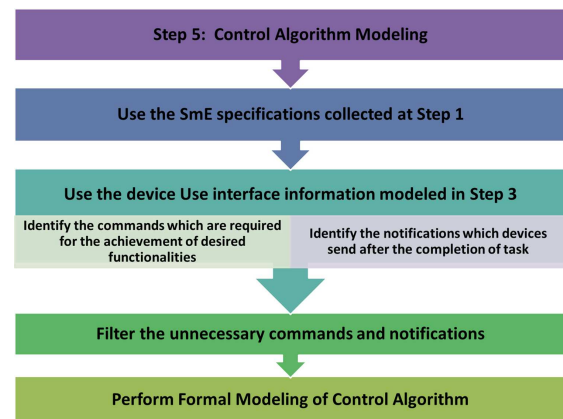 Step 5: Control Algorithm Modeling
Use the SmE specifications collected at Step 1
Use the device Use interface information modeled in Step 3
Identify the commands which are required
for the achievement of desired
functionalities
Identify the notifications which devices
send after the completion of task
Filter the unnecessary commands and notifications
Perform Formal Modeling of Control Algorithm